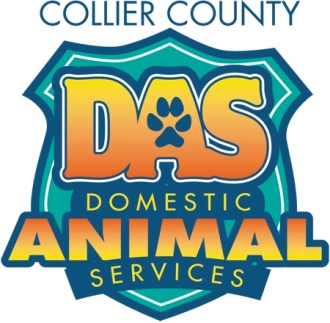 COLLIER COUNTY
DAS
DOMESTIC
ANIMAL
SERVICES